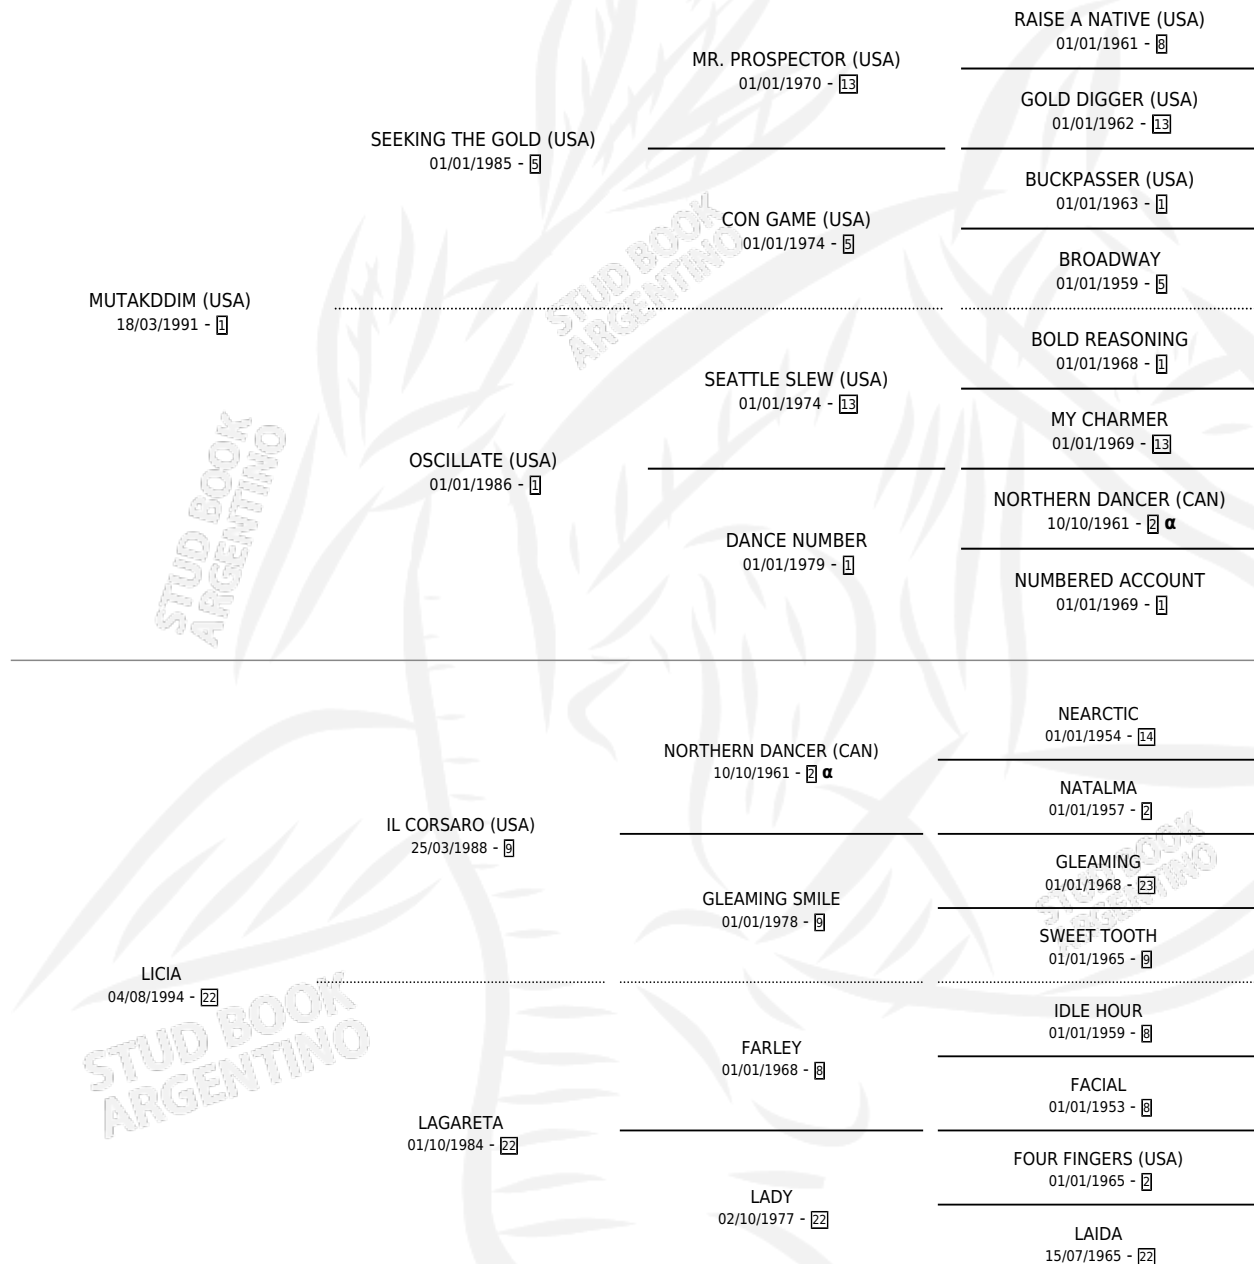 RAISE A NATIVE (USA)
01/01/1961 - 8
MR. PROSPECTOR (USA)
01/01/1970 - 13
GOLD DIGGER (USA)
01/01/1962 - 13
SEEKING THE GOLD (USA)
01/01/1985 - 5
BUCKPASSER (USA)
01/01/1963 - 1
CON GAME (USA)
01/01/1974 - 5
BROADWAY
01/01/1959 - 5
MUTAKDDIM (USA)
18/03/1991 - 1
BOLD REASONING
01/01/1968 - 1
SEATTLE SLEW (USA)
01/01/1974 - 13
MY CHARMER
01/01/1969 - 13
OSCILLATE (USA)
01/01/1986 - 1
NORTHERN DANCER (CAN)
10/10/1961 - 2 α
DANCE NUMBER
01/01/1979 - 1
NUMBERED ACCOUNT
01/01/1969 - 1
NEARCTIC
01/01/1954 - 14
NORTHERN DANCER (CAN)
10/10/1961 - 2 α
NATALMA
01/01/1957 - 2
IL CORSARO (USA)
25/03/1988 - 9
GLEAMING
01/01/1968 - 23
GLEAMING SMILE
01/01/1978 - 9
SWEET TOOTH
01/01/1965 - 9
LICIA
04/08/1994 - 22
IDLE HOUR
01/01/1959 - 8
FARLEY
01/01/1968 - 8
FACIAL
01/01/1953 - 8
LAGARETA
01/10/1984 - 22
FOUR FINGERS (USA)
01/01/1965 - 2
LADY
02/10/1977 - 22
LAIDA
15/07/1965 - 22
STUD BOOK
ARGENTINO
STUD BOOK
ARGENTINO
STUD BOOK
ARGENTINO
STUD BOOK
ARGENTINO